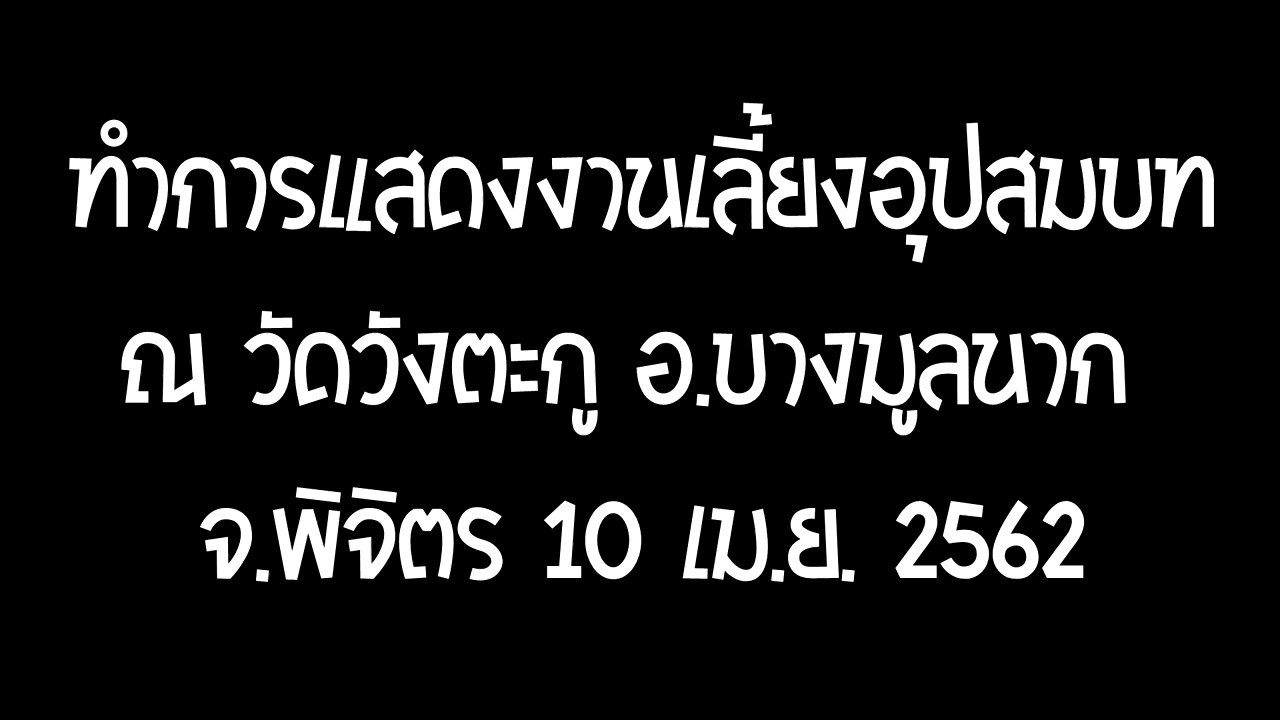 ทำการแสดงงานเลี้ยงอุปสมบท
ณ วัดวังตะกู อ.บางมูลนาก
จ.พิจิตร 10 เม.ย. 2562